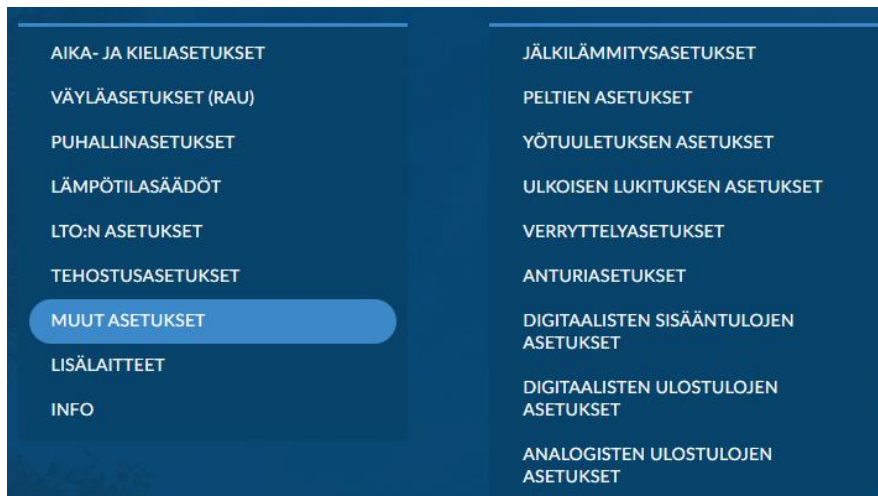 AIKA- JA KIELIASETUKSET
VÄYLÄASETUKSET (RAU)
PUHALLINASETUKSET
LÄMPÖTILASÄÄDÖT
LTO:N ASETUKSET
TEHOSTUSASETUKSET
MUUT ASETUKSET
LISÄLAITTEET
INFO
JÄLKILÄMMITYSASETUKSET
PELTIEN ASETUKSET
YÖTUULETUKSEN ASETUKSET
ULKOISEN LUKITUKSEN ASETUKSET
VERRYTTELYASETUKSET
ANTURIASETUKSET
DIGITAALISTEN SISÄÄNTULOJEN
ASETUKSET
DIGITAALISTEN ULOSTULOJEN
ASETUKSET
ANALOGISTEN ULOSTULOJEN
ASETUKSET